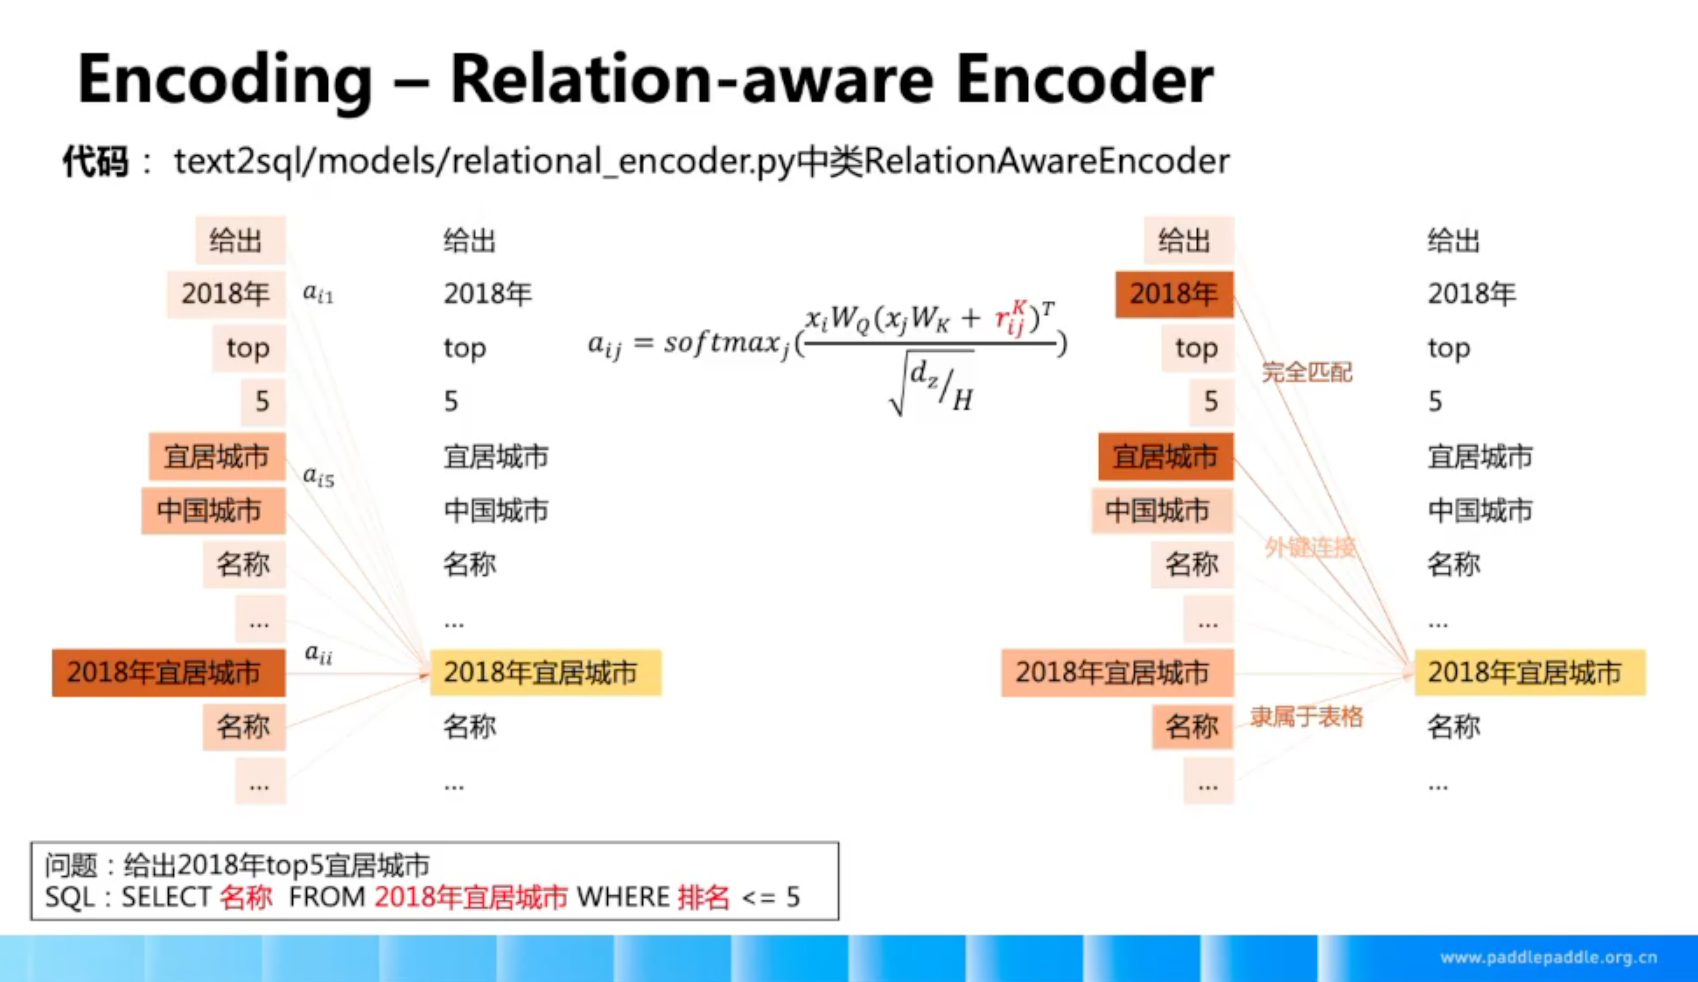 Encoding – Relation-aware Encoder
代码： text2sql/models/relational_encoder.py中类RelationAwareEncoder
给出
2018年
top
5
宜居城市
中国城市
名称
...
2018年宜居城市
名称
...
a_{i1}
a_{i5}
a_{ii}
给出
2018年
top
5
宜居城市
中国城市
名称
...
2018年宜居城市
名称
...
a_{ij} = softmax_j(\frac{x_iW_Q(x_jW_K + r_{ij}^K)^T}{\sqrt{d_z/H}})
给出
2018年
top
5
宜居城市
中国城市
名称
...
2018年宜居城市
名称
...
完全匹配
外键连接
隶属于表格
给出
2018年
top
5
宜居城市
中国城市
名称
...
2018年宜居城市
名称
...
问题：给出2018年top5宜居城市
SQL：SELECT 名称 FROM 2018年宜居城市 WHERE 排名 <= 5
www.paddlepaddle.org.cn